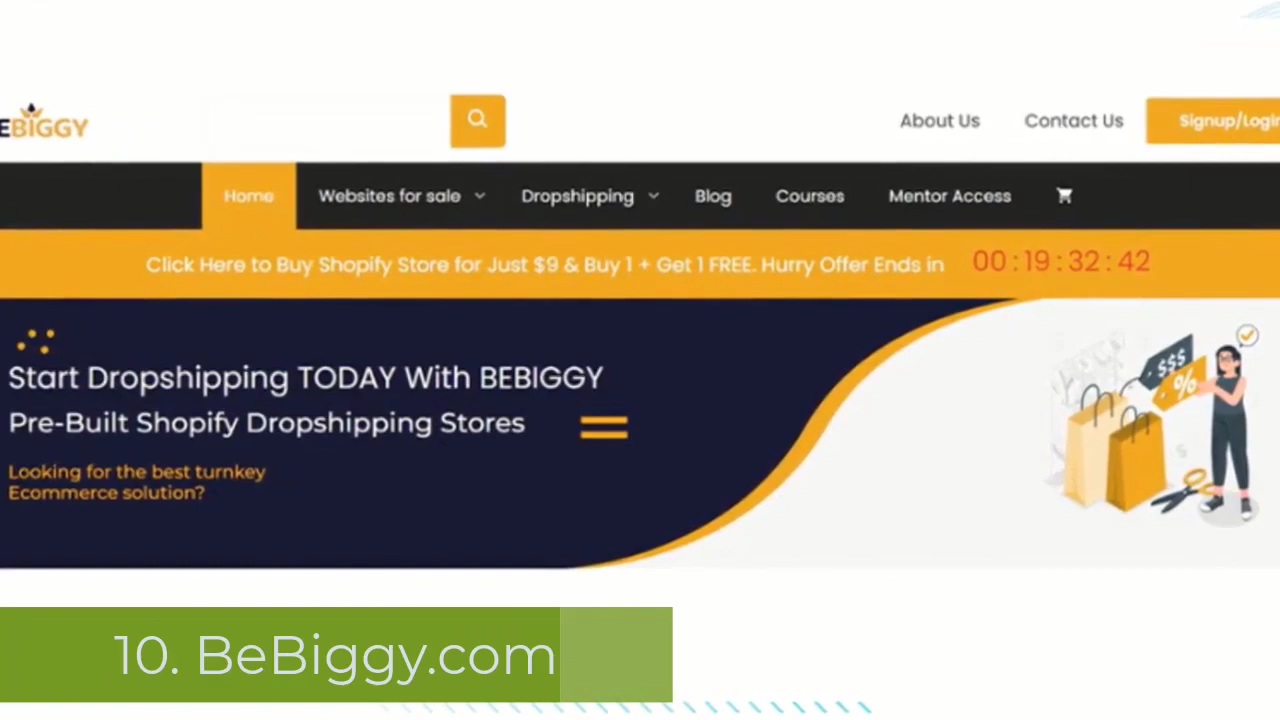 EBIGGY
About Us
Contact Us
Signup/Login
Home
Websites for sale
Dropshipping
Blog
Courses
Mentor Access
Click Here to Buy Shopify Store for Just $9 & Buy 1 + Get 1 FREE. Hurry Offer Ends in 00 : 19 : 32 : 42
Start Dropshipping TODAY With BEBIGGY
Pre-Built Shopify Dropshipping Stores
Looking for the best turnkey
Ecommerce solution?
$$$
%
$
10. BeBiggy.com